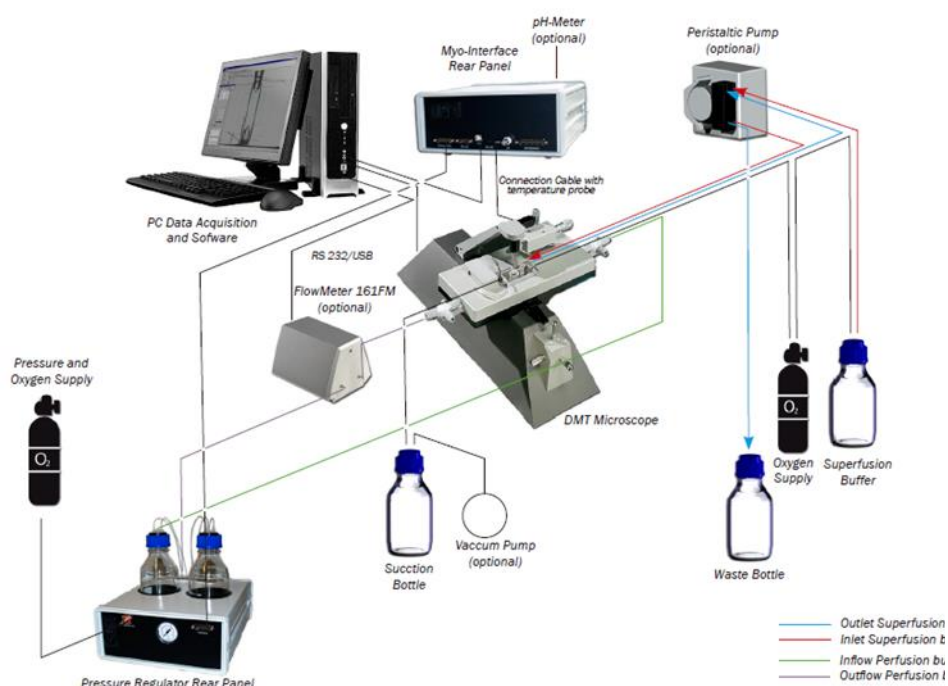 pH-Meter
(optional)
Myo-Interface
Rear Panel
Peristaltic Pump
(optional)
Connection Cable with
temperature probe
PC Data Acquisition
and Sofware
RS 232/USB
FlowMeter 161FM
(optional)
Pressure and
Oxygen Supply
O2
DMT Microscope
O2
Oxygen
Supply
Superfusion
Buffer
Sucction
Bottle
Vaccum Pump
(optional)
Waste Bottle
Pressure Regulator Rear Panel
Outlet Superfusion
Inlet Superfusion b
Inflow Perfusion bu
Outflow Perfusion b